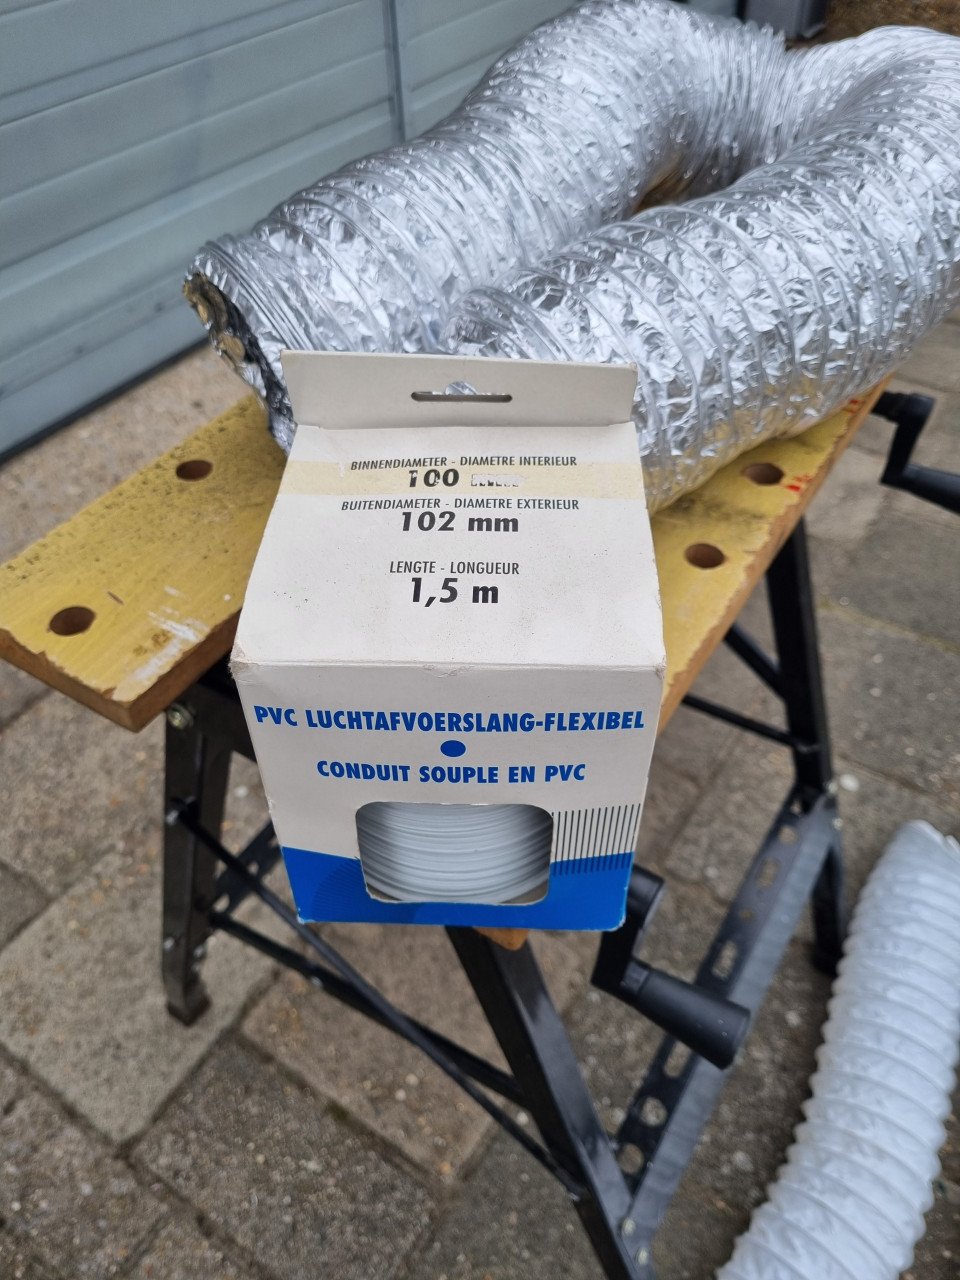 BINNENDIAMETER - DIAMETRE INTERIEUR
100 mm
BUITENDIAMETER - DIAMETRE EXTERIEUR
102 mm
LENGTE - LONGUEUR
1,5 m
PVC LUCHTAFVOERSLANG-FLEXIBEL
CONDUIT SOUPLE EN PVC